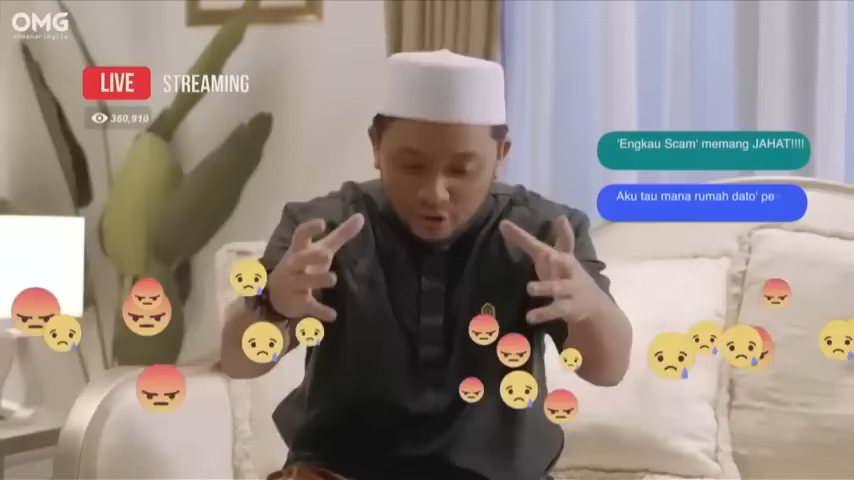 OMG
LIVE STREAMING
360,910
'Engkau Scam' memang JAHAT!!!!
Aku tau mana rumah dato' pe